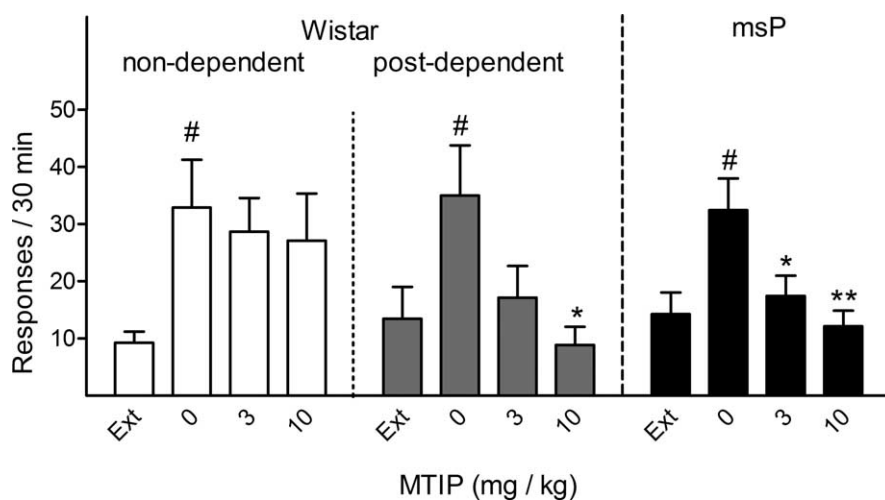 Wistar msP
non-dependent post-dependent
Responses / 30 min
50
40
30
20
10
# # #
* * **
Ext 0 3 10 Ext 0 3 10 Ext 0 3 10
MTIP (mg / kg)